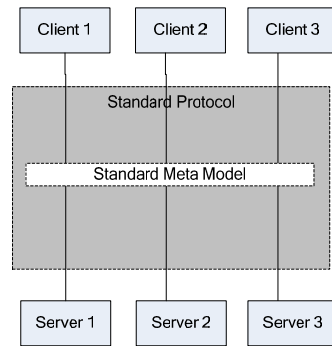 Client 1 Client 2 Client 3
Standard Protocol
Standard Meta Model
Server 1 Server 2 Server 3